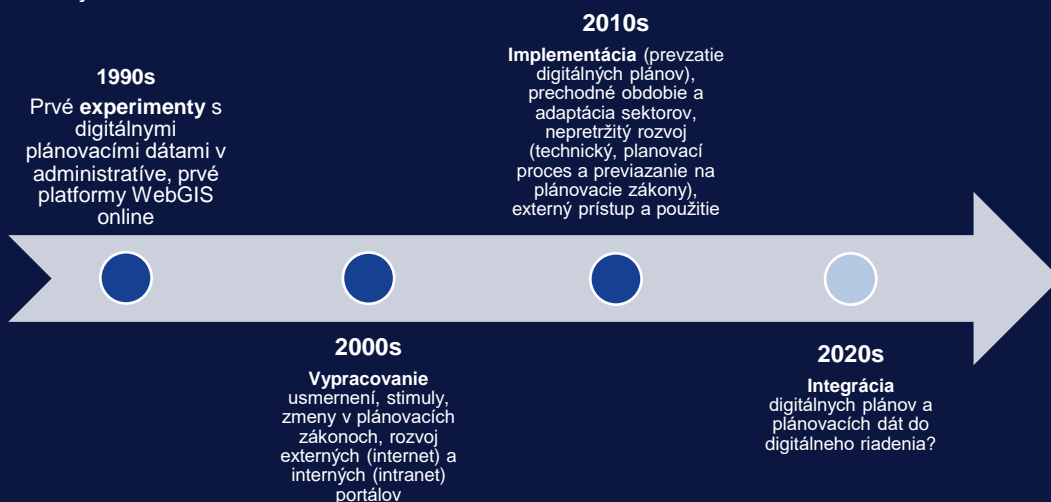 1990s
Prvé experimenty s
digitálnymi
plánovacími dátami v
administratíve, prvé
platformy WebGIS
online
2000s
Vypracovanie
usmernení, stimuly,
zmeny v plánovacích
zákonoch, rozvoj
externých (internet) a
interných (intranet)
portálov
2010s
Implementácia (prevzatie
digitálnych plánov),
prechodné obdobie a
adaptácia sektorov,
nepretržitý rozvoj
(technický, planovací
proces a previazanie na
plánovacie zákony),
externý prístup a použitie
2020s
Integrácia
digitálnych plánov a
plánovacích dát do
digitálneho riadenia?